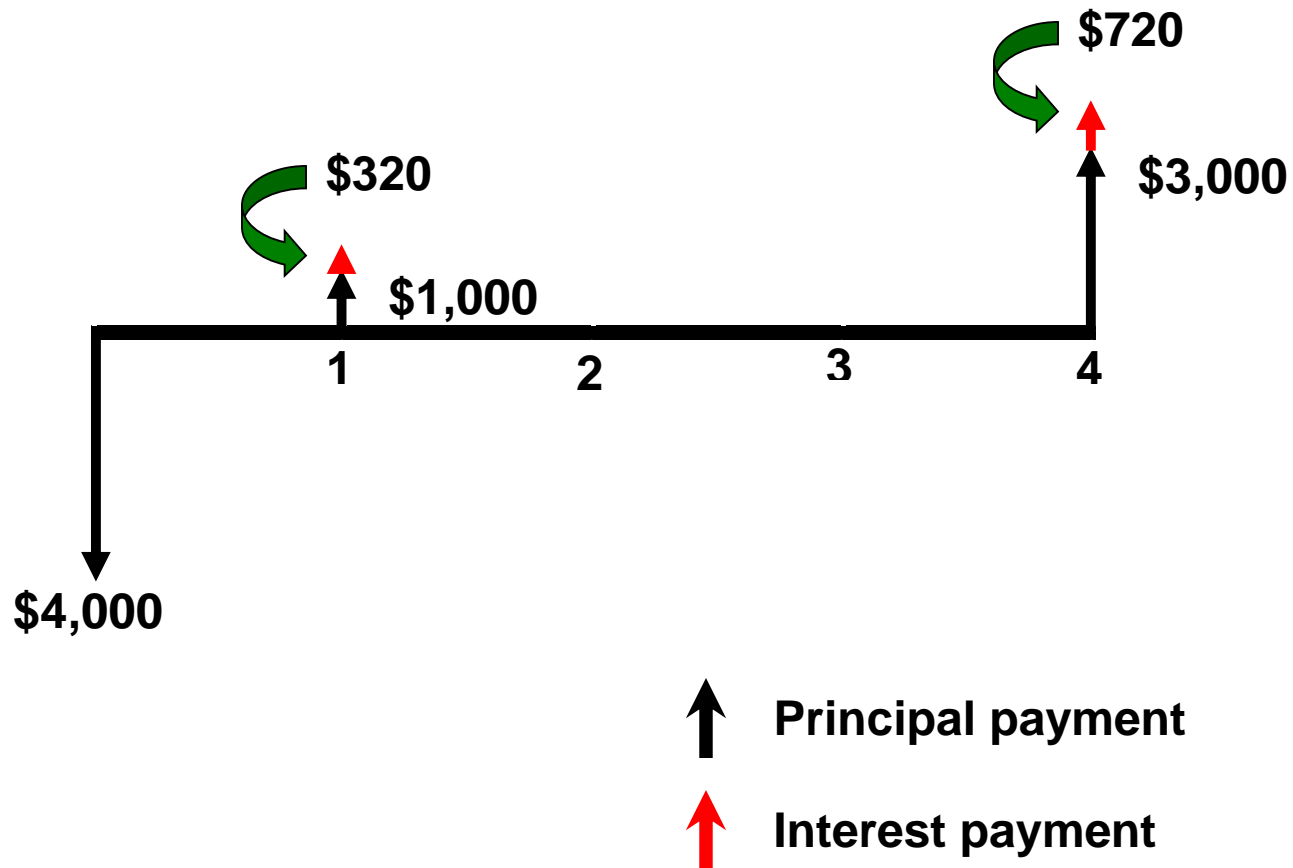 $720
$320
$3,000
$1,000
1 2 3 4
$4,000
Principal payment
Interest payment